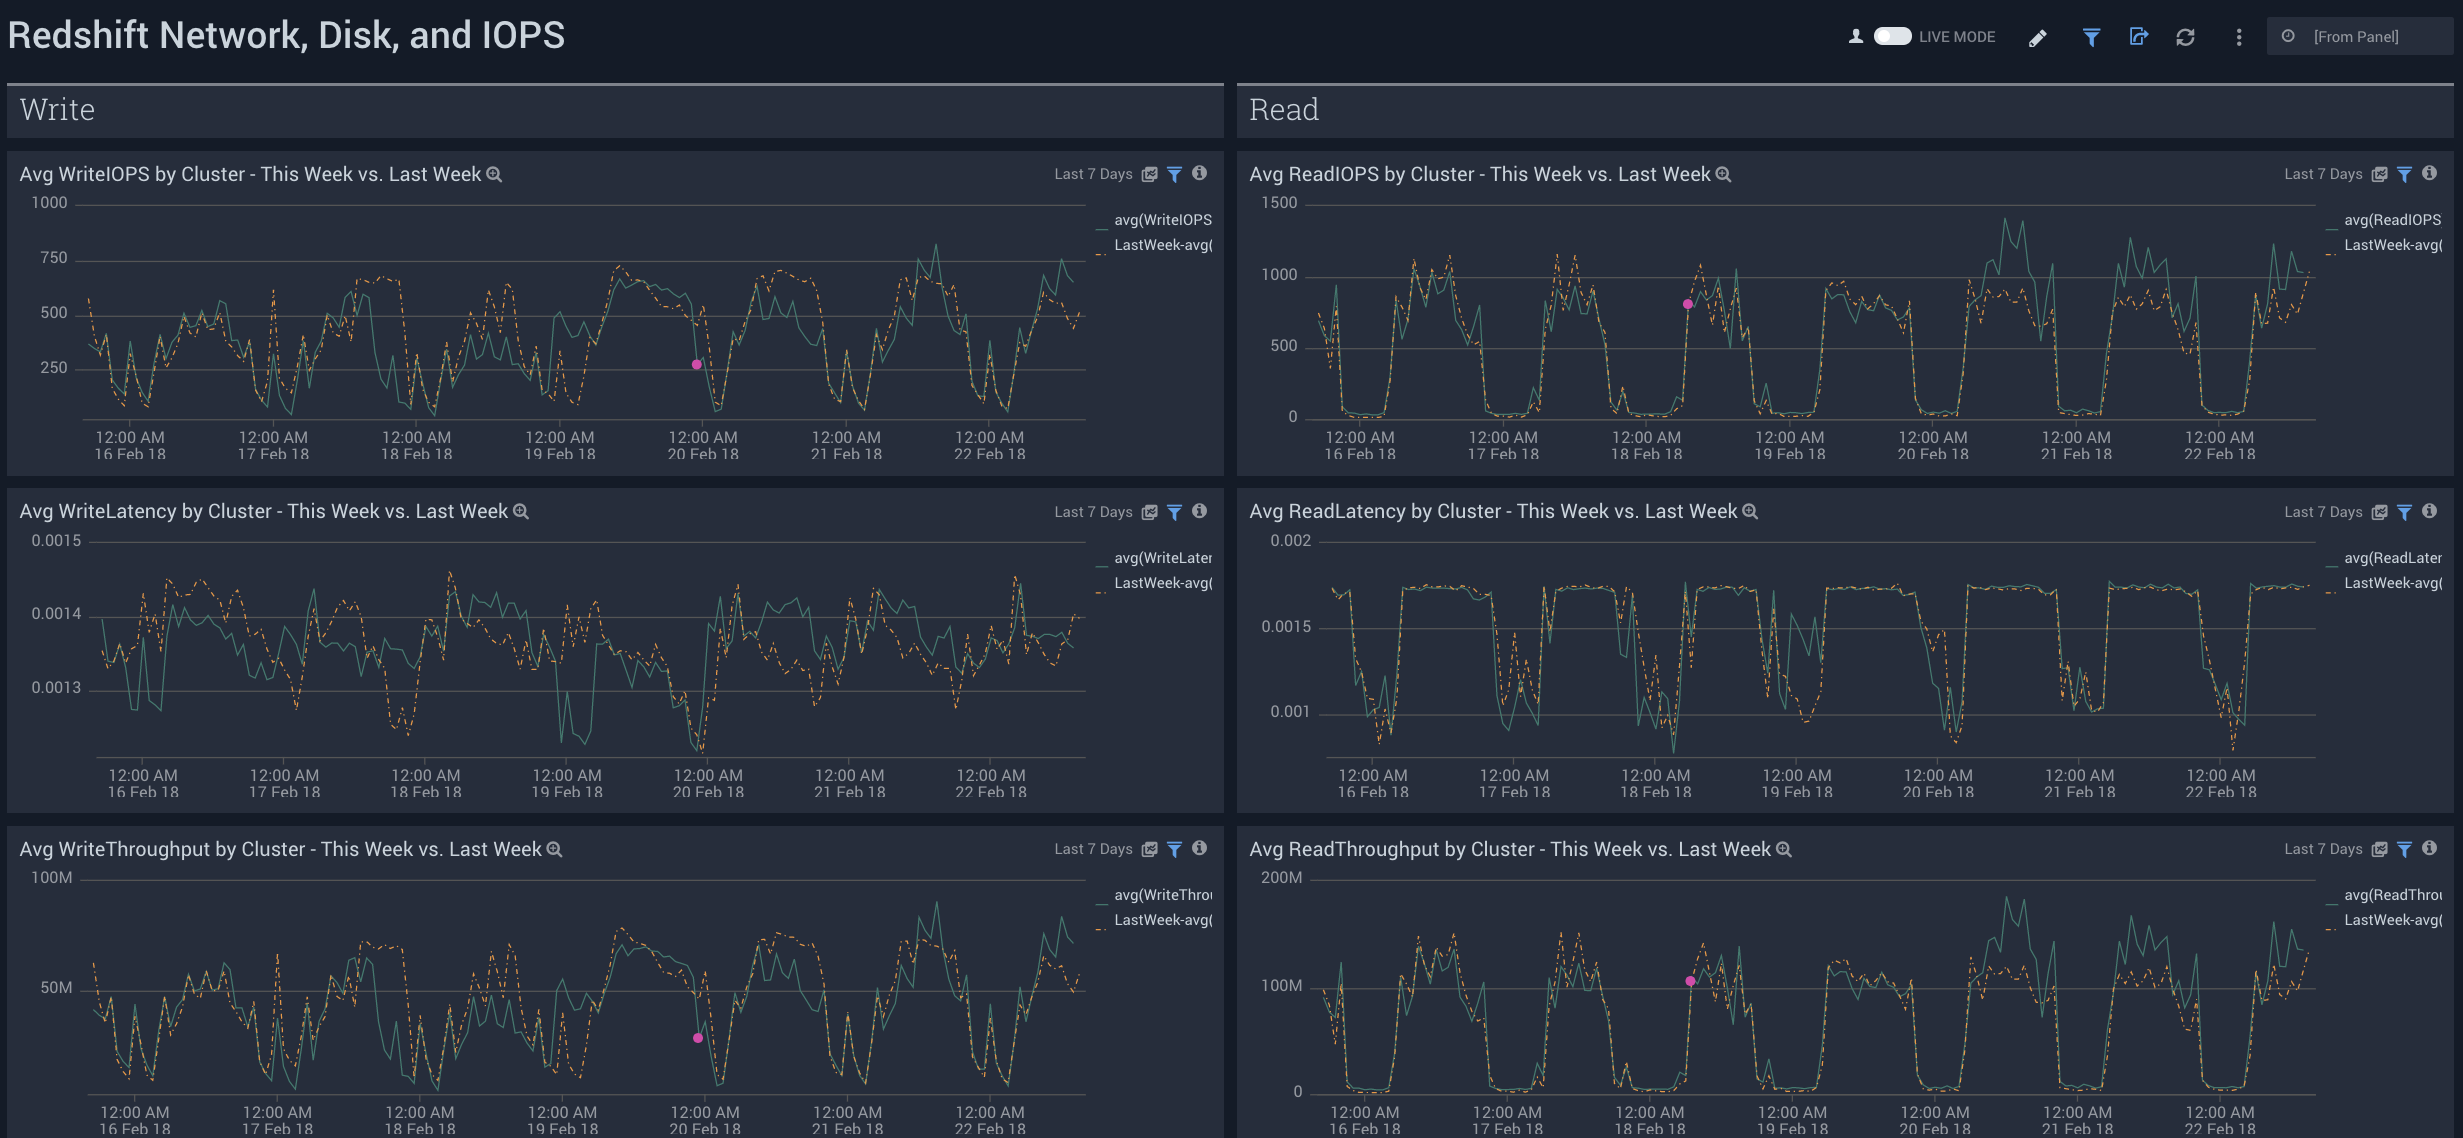 Redshift Network, Disk, and IOPS
LIVE MODE
[From Panel]
Write
Read
Avg WriteIOPS by Cluster - This Week vs. Last Week
Last 7 Days
1000
750
500
250
avg(WriteIOPS
LastWeek-avg(
12:00 AM 12:00 AM 12:00 AM 12:00 AM 12:00 AM 12:00 AM 12:00 AM
16 Feb 18 17 Feb 18 18 Feb 18 19 Feb 18 20 Feb 18 21 Feb 18 22 Feb 18
Avg ReadIOPS by Cluster - This Week vs. Last Week
Last 7 Days
1500
1000
500
0
avg(ReadIOPS
LastWeek-avg(
12:00 AM 12:00 AM 12:00 AM 12:00 AM 12:00 AM 12:00 AM 12:00 AM
16 Feb 18 17 Feb 18 18 Feb 18 19 Feb 18 20 Feb 18 21 Feb 18 22 Feb 18
Avg WriteLatency by Cluster - This Week vs. Last Week
Last 7 Days
0.0015
0.0014
0.0013
avg(WriteLater
LastWeek-avg(
12:00 AM 12:00 AM 12:00 AM 12:00 AM 12:00 AM 12:00 AM 12:00 AM
16 Feb 18 17 Feb 18 18 Feb 18 19 Feb 18 20 Feb 18 21 Feb 18 22 Feb 18
Avg ReadLatency by Cluster - This Week vs. Last Week
Last 7 Days
0.002
0.0015
0.001
avg(ReadLater
LastWeek-avg(
12:00 AM 12:00 AM 12:00 AM 12:00 AM 12:00 AM 12:00 AM 12:00 AM
16 Feb 18 17 Feb 18 18 Feb 18 19 Feb 18 20 Feb 18 21 Feb 18 22 Feb 18
Avg WriteThroughput by Cluster - This Week vs. Last Week
Last 7 Days
100M
50M
avg(WriteThrou
LastWeek-avg(
12:00 AM 12:00 AM 12:00 AM 12:00 AM 12:00 AM 12:00 AM 12:00 AM
16 Feb 18 17 Feb 18 18 Feb 18 19 Feb 18 20 Feb 18 21 Feb 18 22 Feb 18
Avg ReadThroughput by Cluster - This Week vs. Last Week
Last 7 Days
200M
100M
0
avg(ReadThrou
LastWeek-avg(
12:00 AM 12:00 AM 12:00 AM 12:00 AM 12:00 AM 12:00 AM 12:00 AM
16 Feb 18 17 Feb 18 18 Feb 18 19 Feb 18 20 Feb 18 21 Feb 18 22 Feb 18